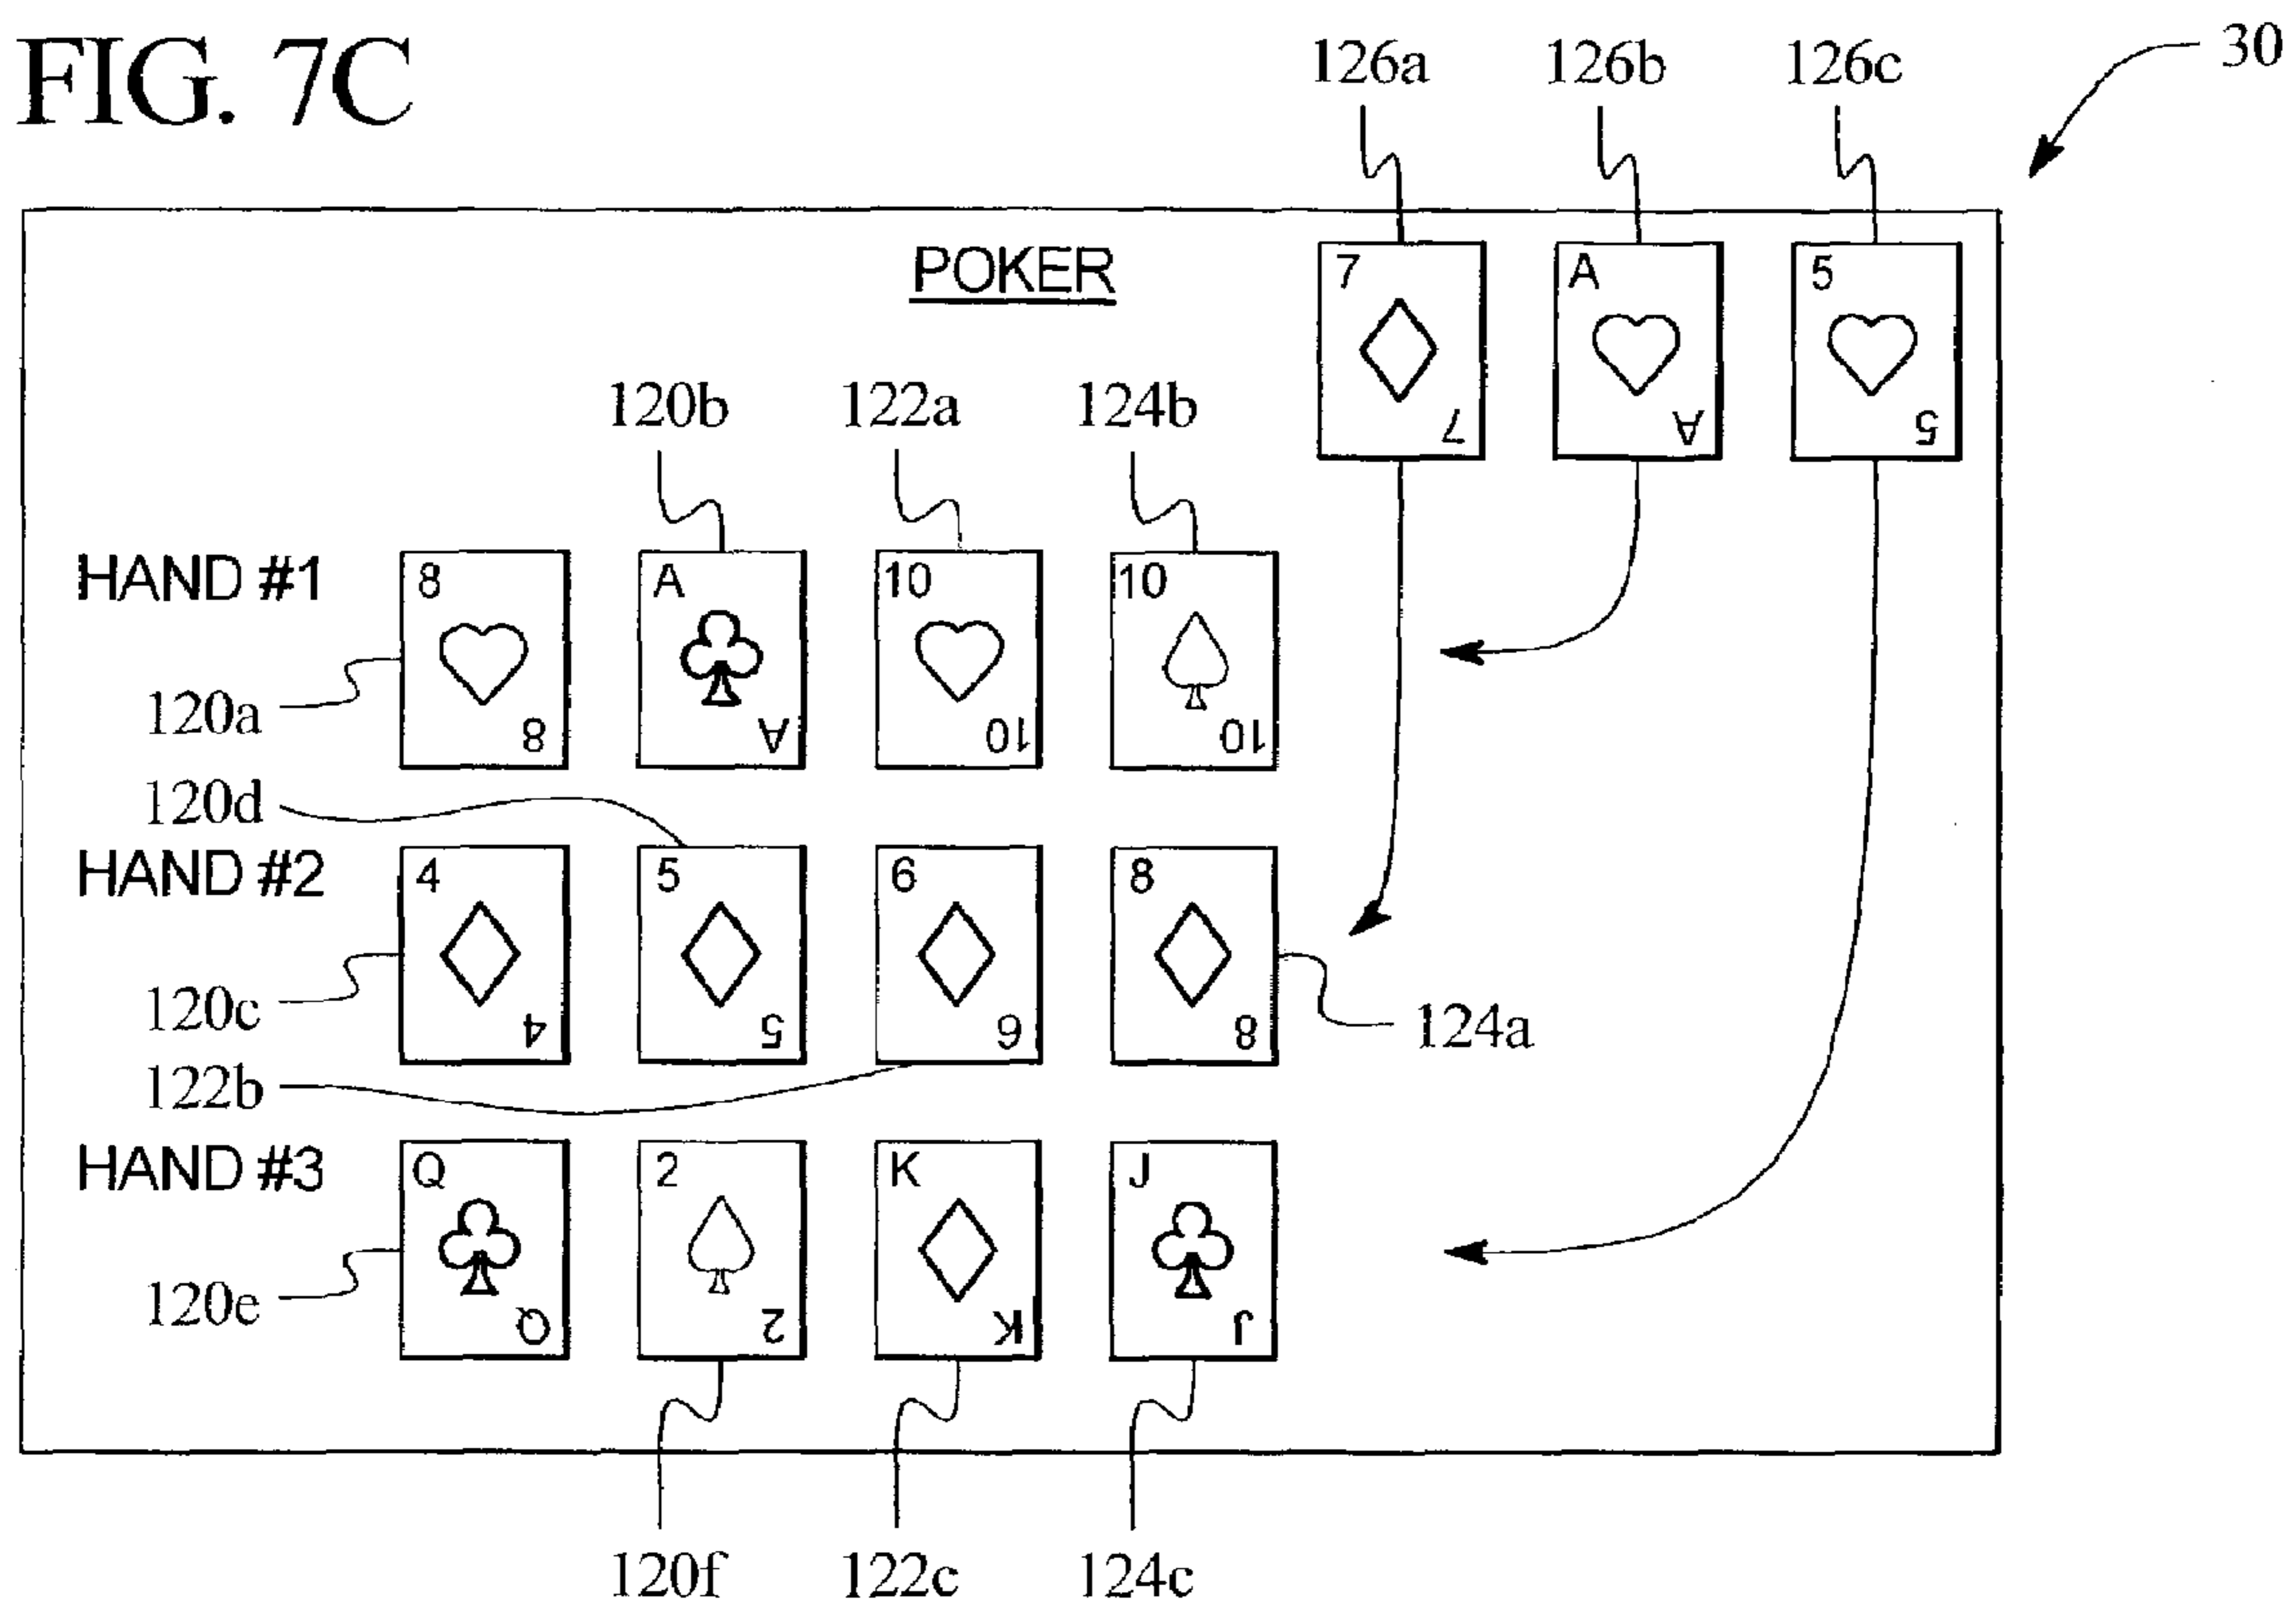 FIG. 7C
126a 126b 126c 30
POKER
7 A 5
7 A 5
120b 122a 124b
HAND #1 8 A 10 10
120a 8 A 10 10
120d
HAND #2 4 5 6 8
120c 4 5 6 8 124a
122b
HAND #3 Q 2 K J
120e Q 2 K J
120f 122c 124c